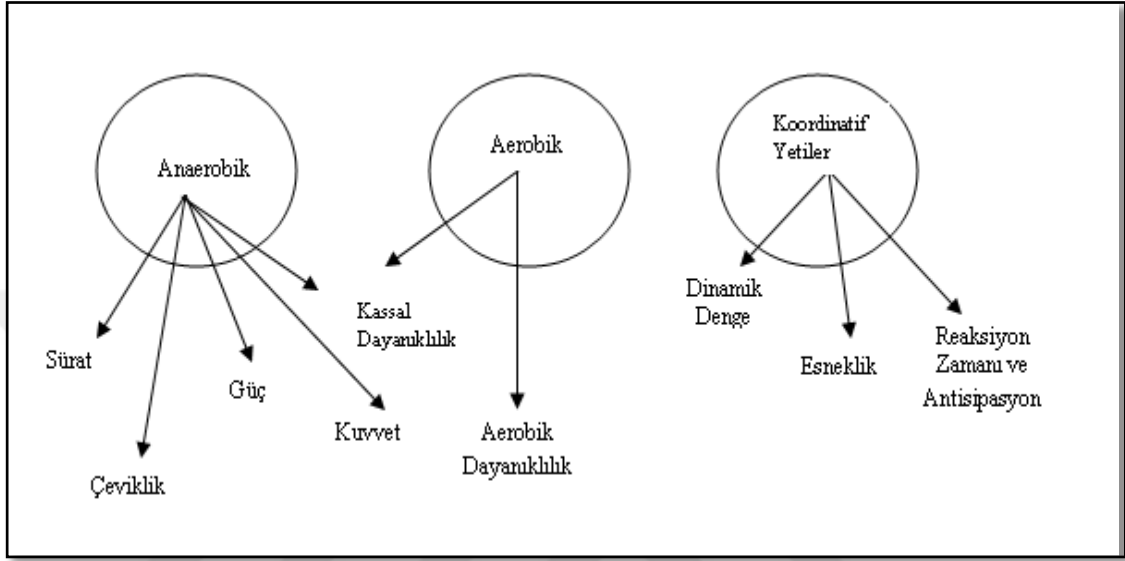 Anaerobik
Aerobik
Koordinatif
Yetiler
Sürat
Çeviklik
Güç
Kuvvet
Kassal
Dayanıklılık
Aerobik
Dayanıklılık
Dinamik
Denge
Esneklik
Reaksiyon
Zamanı ve
Antisipasyon